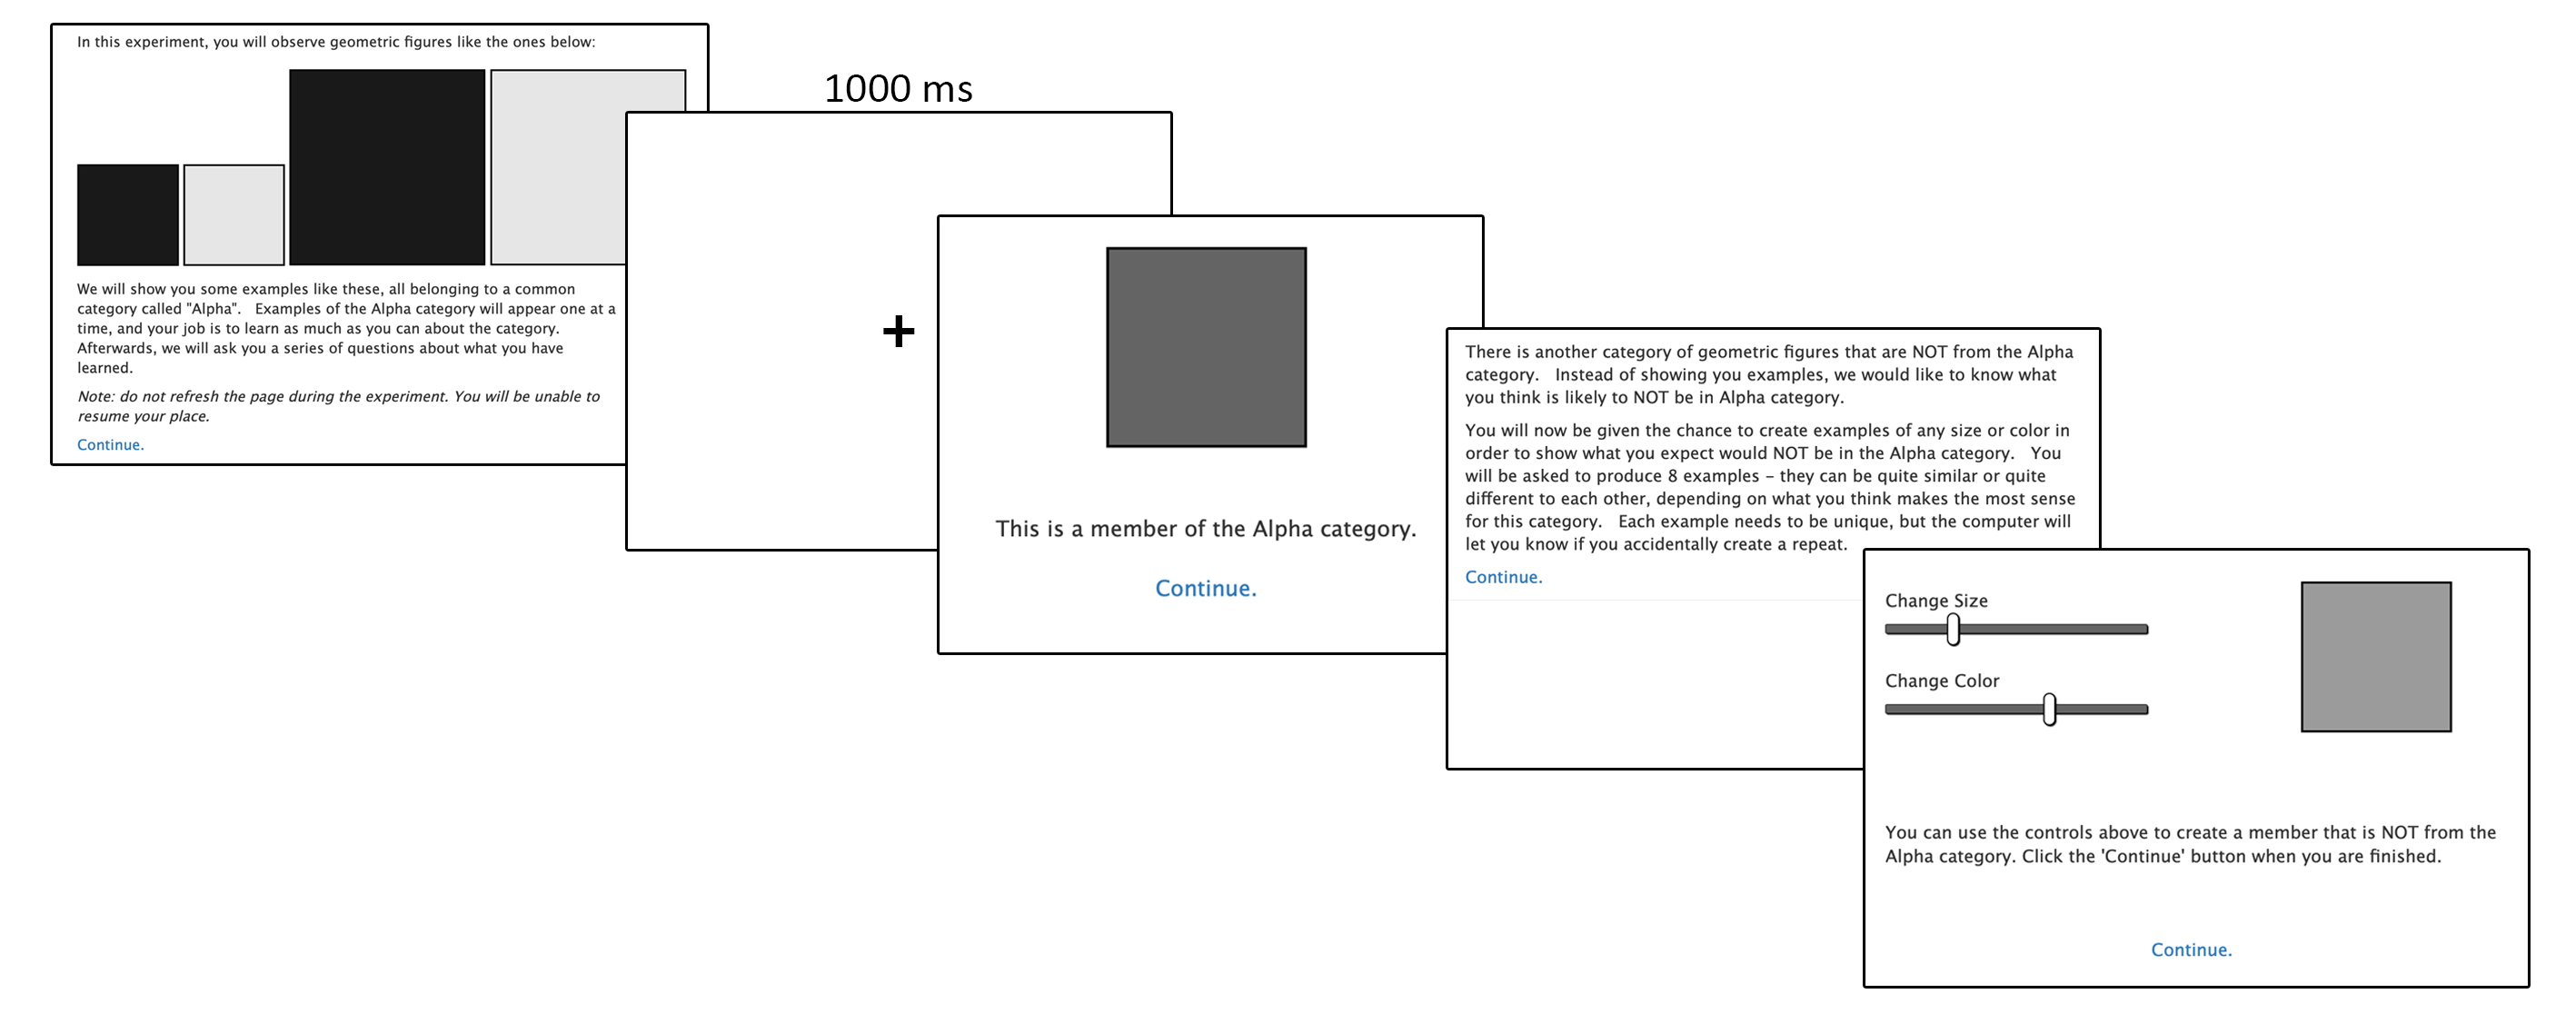 In this experiment, you will observe geometric figures like the ones below:
We will show you some examples like these, all belonging to a common
category called "Alpha".   Examples of the Alpha category will appear one at a
time, and your job is to learn as much as you can about the category.
Afterwards, we will ask you a series of questions about what you have
learned.
Note: do not refresh the page during the experiment. You will be unable to
resume your place.
Continue.
1000 ms
+
This is a member of the Alpha category.
Continue.
There is another category of geometric figures that are NOT from the Alpha
category.   Instead of showing you examples, we would like to know what
you think is likely to NOT be in Alpha category.
You will now be given the chance to create examples of any size or color in
order to show what you expect would NOT be in the Alpha category.   You
will be asked to produce 8 examples – they can be quite similar or quite
different to each other, depending on what you think makes the most sense
for this category.   Each example needs to be unique, but the computer will
let you know if you accidentally create a repeat.
Continue.
Change Size
Change Color
You can use the controls above to create a member that is NOT from the
Alpha category. Click the 'Continue' button when you are finished.
Continue.